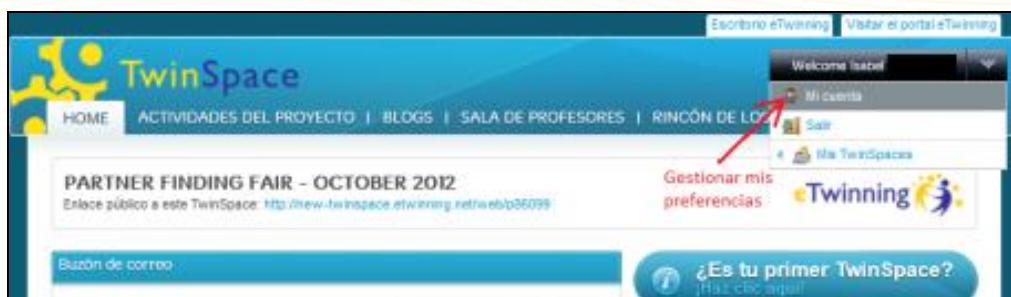 Escritorio eTwinning Visitar el portal eTwinning
TwinSpace
Welcome Isabel
Mi cuenta
HOME ACTIVIDADES DEL PROYECTO | BLOGS | SALA DE PROFESORES | RINCÓN DE LO
Salir
Mis TwinSpaces
PARTNER FINDING FAIR - OCTOBER 2012
Enlace público a este TwinSpace: http://new-twinspace.etwinning.net/web/p86099
Gestionar mis
preferencias
eTwinning
Buzón de correo
¿Es tu primer TwinSpace?
¡Haz clic aquí!